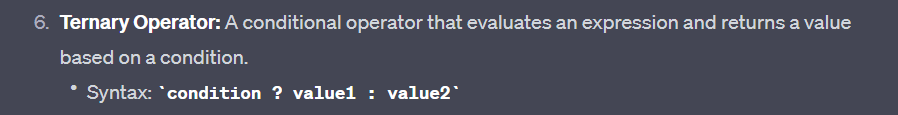 6. Ternary Operator: A conditional operator that evaluates an expression and returns a value
based on a condition.
• Syntax: `condition ? value1 : value2`